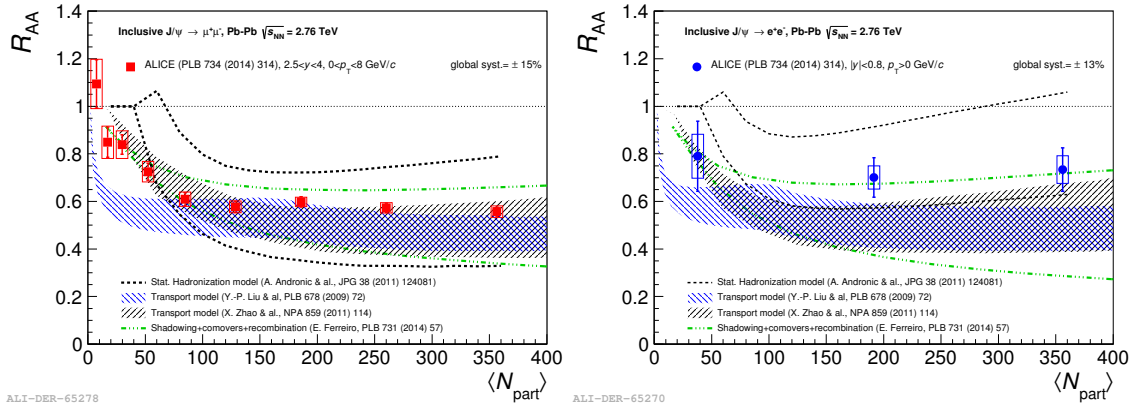 R_AA
Inclusive J/ψ → μ⁺μ⁻, Pb-Pb √s_NN = 2.76 TeV
ALICE (PLB 734 (2014) 314), 2.5<y<4, 0<p_T<8 GeV/c
global syst.= ± 15%
1.4
1.2
1
0.8
0.6
0.4
0.2
0
Stat. Hadronization model (A. Andronic & al., JPG 38 (2011) 124081)
Transport model (Y.-P. Liu & al, PLB 678 (2009) 72)
Transport model (X. Zhao & al., NPA 859 (2011) 114)
Shadowing+comovers+recombination (E. Ferreiro, PLB 731 (2014) 57)
0 50 100 150 200 250 300 350 400
⟨N_part⟩
ALI-DER-65278
R_AA
Inclusive J/ψ → e⁺e⁻, Pb-Pb √s_NN = 2.76 TeV
ALICE (PLB 734 (2014) 314), |y|<0.8, p_T>0 GeV/c
global syst.= ± 13%
1.4
1.2
1
0.8
0.6
0.4
0.2
0
Stat. Hadronization model (A. Andronic & al., JPG 38 (2011) 124081)
Transport model (Y.-P. Liu & al, PLB 678 (2009) 72)
Transport model (X. Zhao & al., NPA 859 (2011) 114)
Shadowing+comovers+recombination (E. Ferreiro, PLB 731 (2014) 57)
0 50 100 150 200 250 300 350 400
⟨N_part⟩
ALI-DER-65270